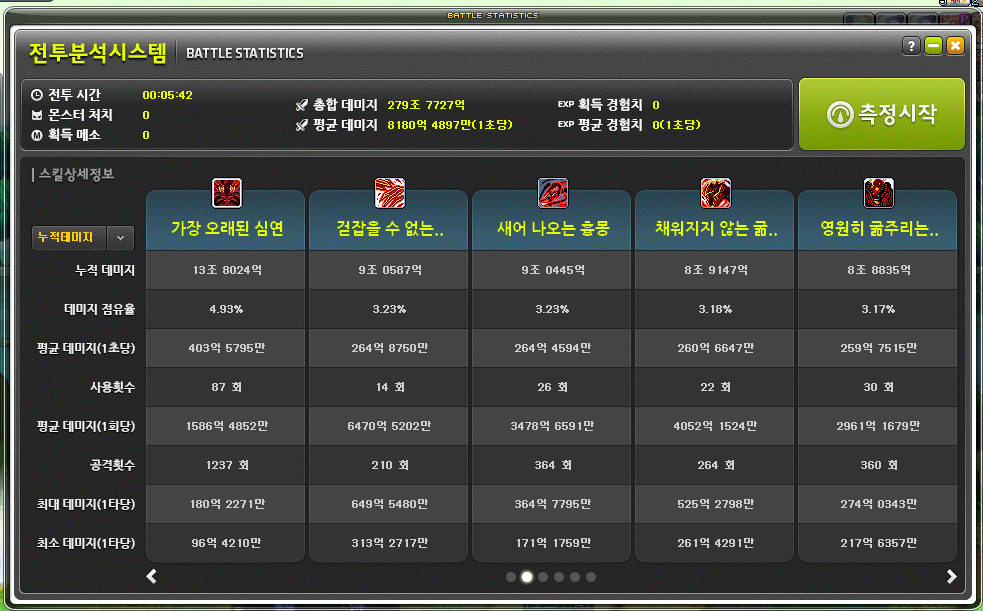 BATTLE STATISTICS
전투분석시스템 BATTLE STATISTICS
전투 시간 00:05:42
몬스터 처치 0
획득 메소 0
총합 데미지 279조 7727억
평균 데미지 8180억 4897만(1초당)
EXP 획득 경험치 0
EXP 평균 경험치 0(1초당)
측정시작
스킬상세정보
누적데미지
가장 오래된 심연 걷잡을 수 없는.. 새어 나오는 흉몽 채워지지 않는 굶.. 영원히 굶주리는..
누적 데미지 13조 8024억 9조 0587억 9조 0445억 8조 9147억 8조 8835억
데미지 점유율 4.93% 3.23% 3.23% 3.18% 3.17%
평균 데미지(1초당) 403억 5795만 264억 8750만 264억 4594만 260억 6647만 259억 7515만
사용횟수 87 회 14 회 26 회 22 회 30 회
평균 데미지(1회당) 1586억 4852만 6470억 5202만 3478억 6591만 4052억 1524만 2961억 1679만
공격횟수 1237 회 210 회 364 회 264 회 360 회
최대 데미지(1타당) 180억 2271만 649억 5480만 364억 7795만 525억 2798만 274억 0343만
최소 데미지(1타당) 96억 4210만 313억 2717만 171억 1759만 261억 4291만 217억 6357만